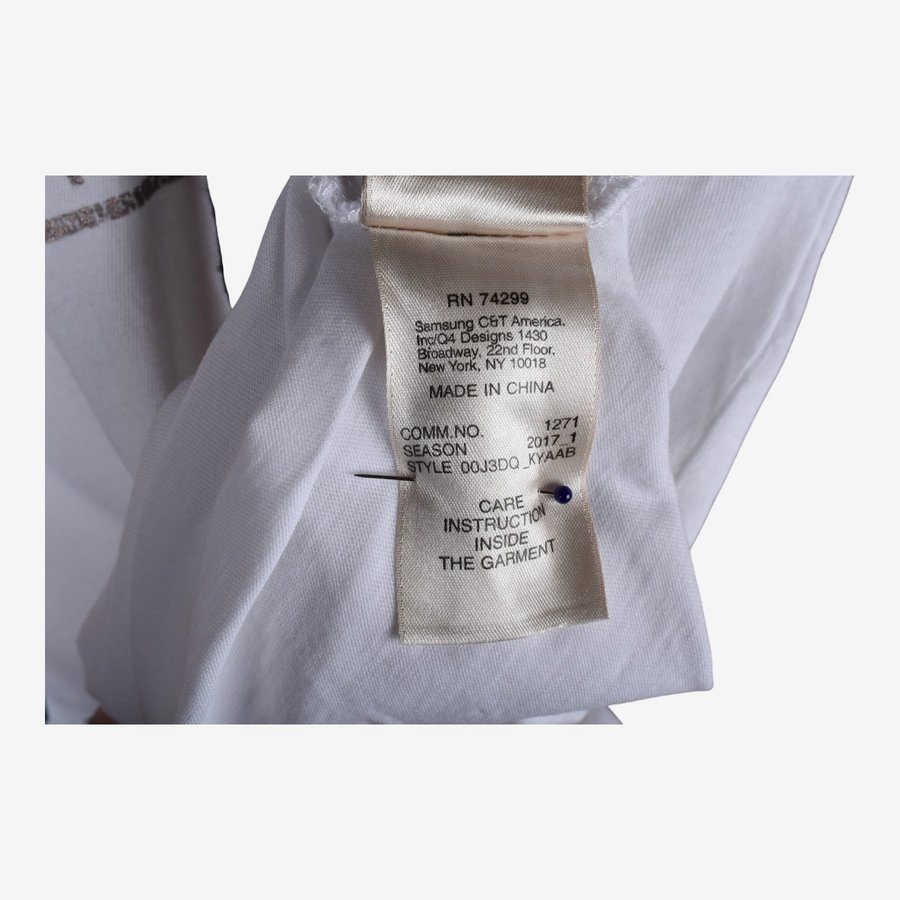 RN 74299
Samsung C&T America,
Inc/Q4 Designs 1430
Broadway, 22nd Floor,
New York, NY 10018
MADE IN CHINA
COMM.NO. 1271
SEASON 2017_1
STYLE 00J3DQ_KYAAB
CARE
INSTRUCTION
INSIDE
THE GARMENT